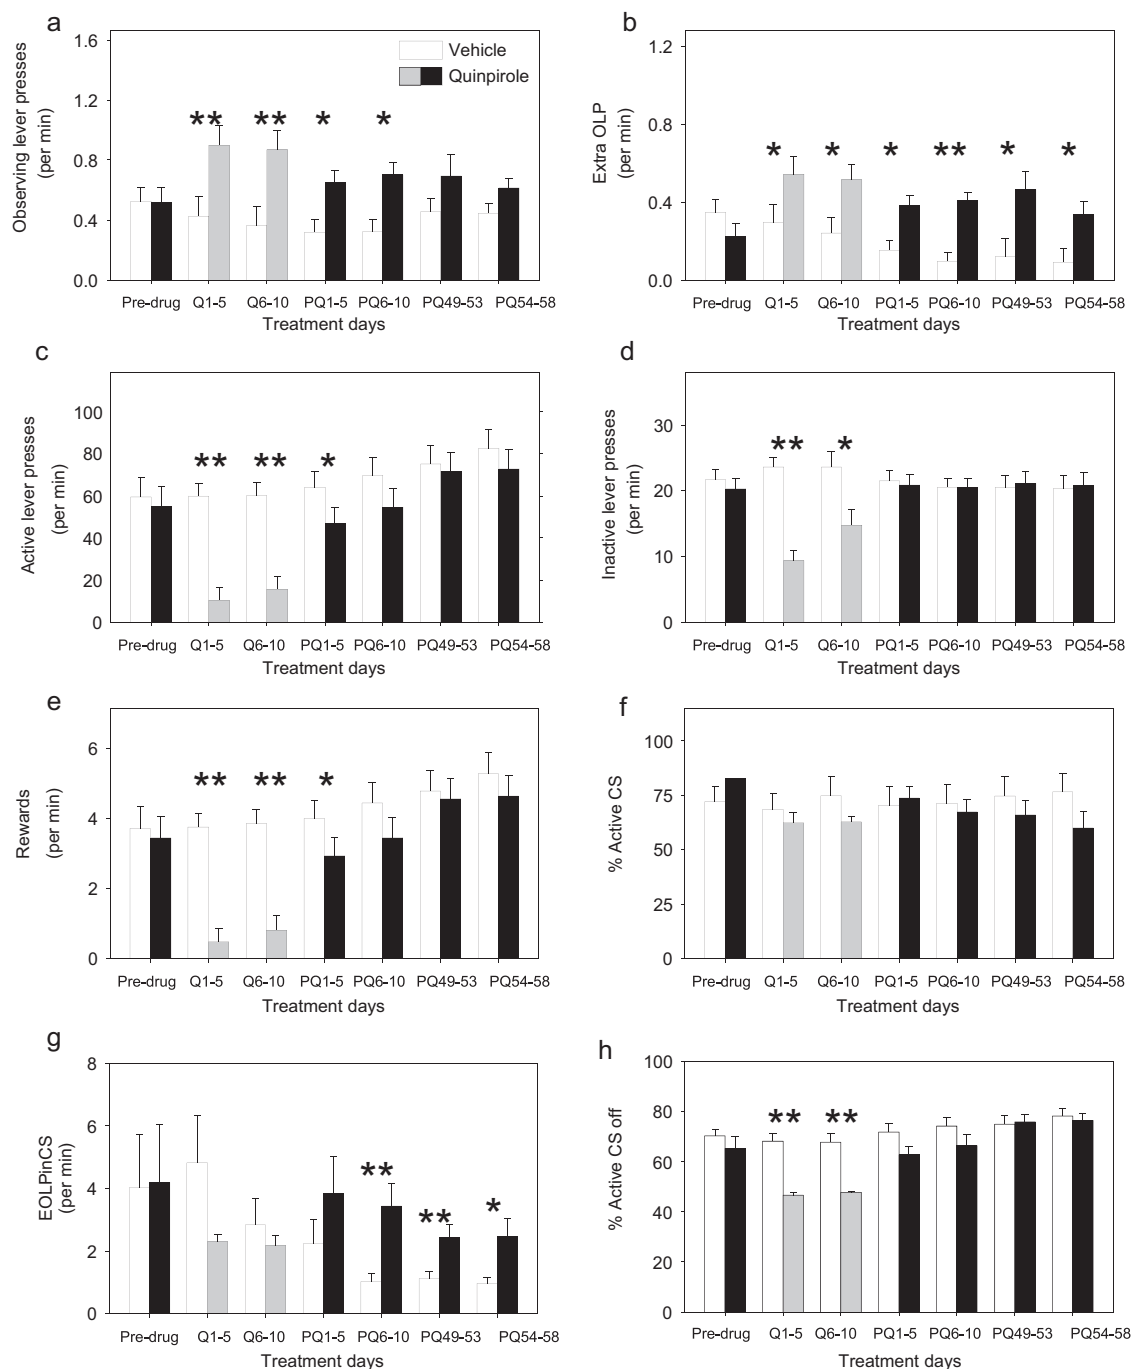 a
Observing lever presses
(per min)
1.6
1.2
0.8
0.4
0.0
Vehicle
Quinpirole
** ** * *
Pre-drug Q1-5 Q6-10 PQ1-5 PQ6-10 PQ49-53 PQ54-58
Treatment days
b
Extra OLP
(per min)
1.2
0.8
0.4
0.0
* * * ** * *
Pre-drug Q1-5 Q6-10 PQ1-5 PQ6-10 PQ49-53 PQ54-58
Treatment days
c
Active lever presses
(per min)
100
80
60
40
20
0
** ** *
Pre-drug Q1-5 Q6-10 PQ1-5 PQ6-10 PQ49-53 PQ54-58
Treatment days
d
Inactive lever presses
(per min)
30
20
10
0
** *
Pre-drug Q1-5 Q6-10 PQ1-5 PQ6-10 PQ49-53 PQ54-58
Treatment days
e
Rewards
(per min)
6
4
2
0
** ** *
Pre-drug Q1-5 Q6-10 PQ1-5 PQ6-10 PQ49-53 PQ54-58
Treatment days
f
% Active CS
100
75
50
25
0
Pre-drug Q1-5 Q6-10 PQ1-5 PQ6-10 PQ49-53 PQ54-58
Treatment days
g
EOLPinCS
(per min)
8
6
4
2
0
** ** *
Pre-drug Q1-5 Q6-10 PQ1-5 PQ6-10 PQ49-53 PQ54-58
Treatment days
h
% Active CS off
100
80
60
40
20
0
** **
Pre-drug Q1-5 Q6-10 PQ1-5 PQ6-10 PQ49-53 PQ54-58
Treatment days